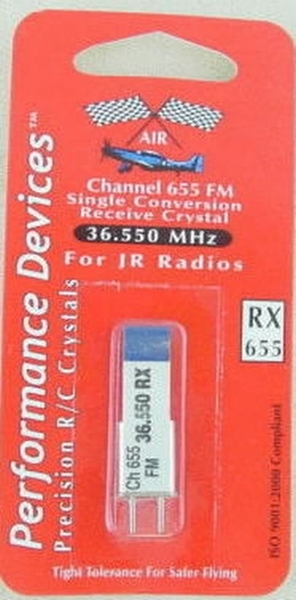 AIR
Channel 655 FM
Single Conversion
Receive Crystal
36.550 MHz
For JR Radios
Performance Devices™
Precision R/C Crystals
RX
655
Ch 655 36.550 RX
FM
ISO 9001:2000 Compliant
Tight Tolerance For Safer Flying